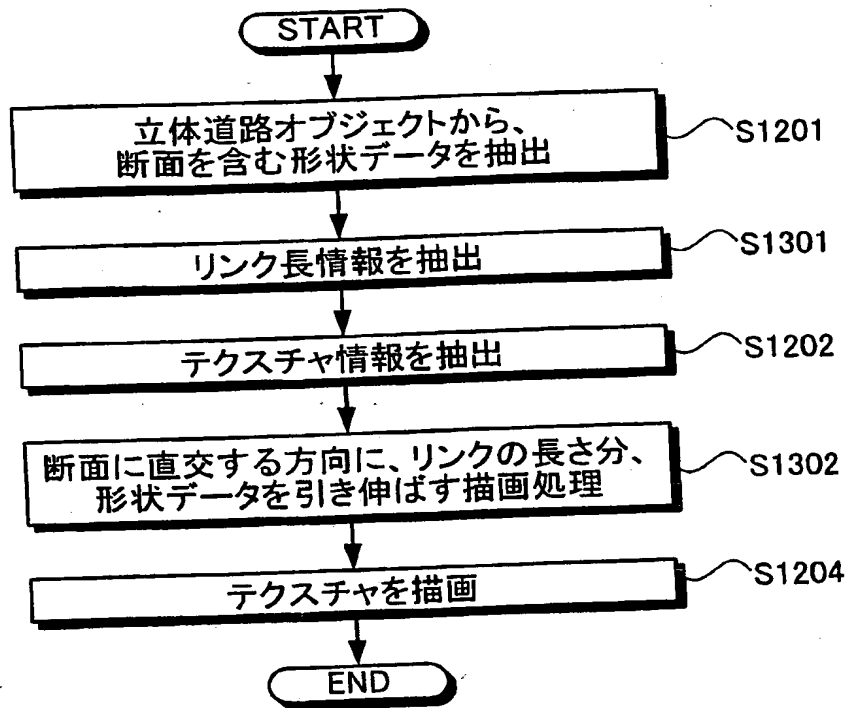 START
立体道路オブジェクトから、
断面を含む形状データを抽出
S1201
リンク長情報を抽出
S1301
テクスチャ情報を抽出
S1202
断面に直交する方向に、リンクの長さ分、
形状データを引き伸ばす描画処理
S1302
テクスチャを描画
S1204
END